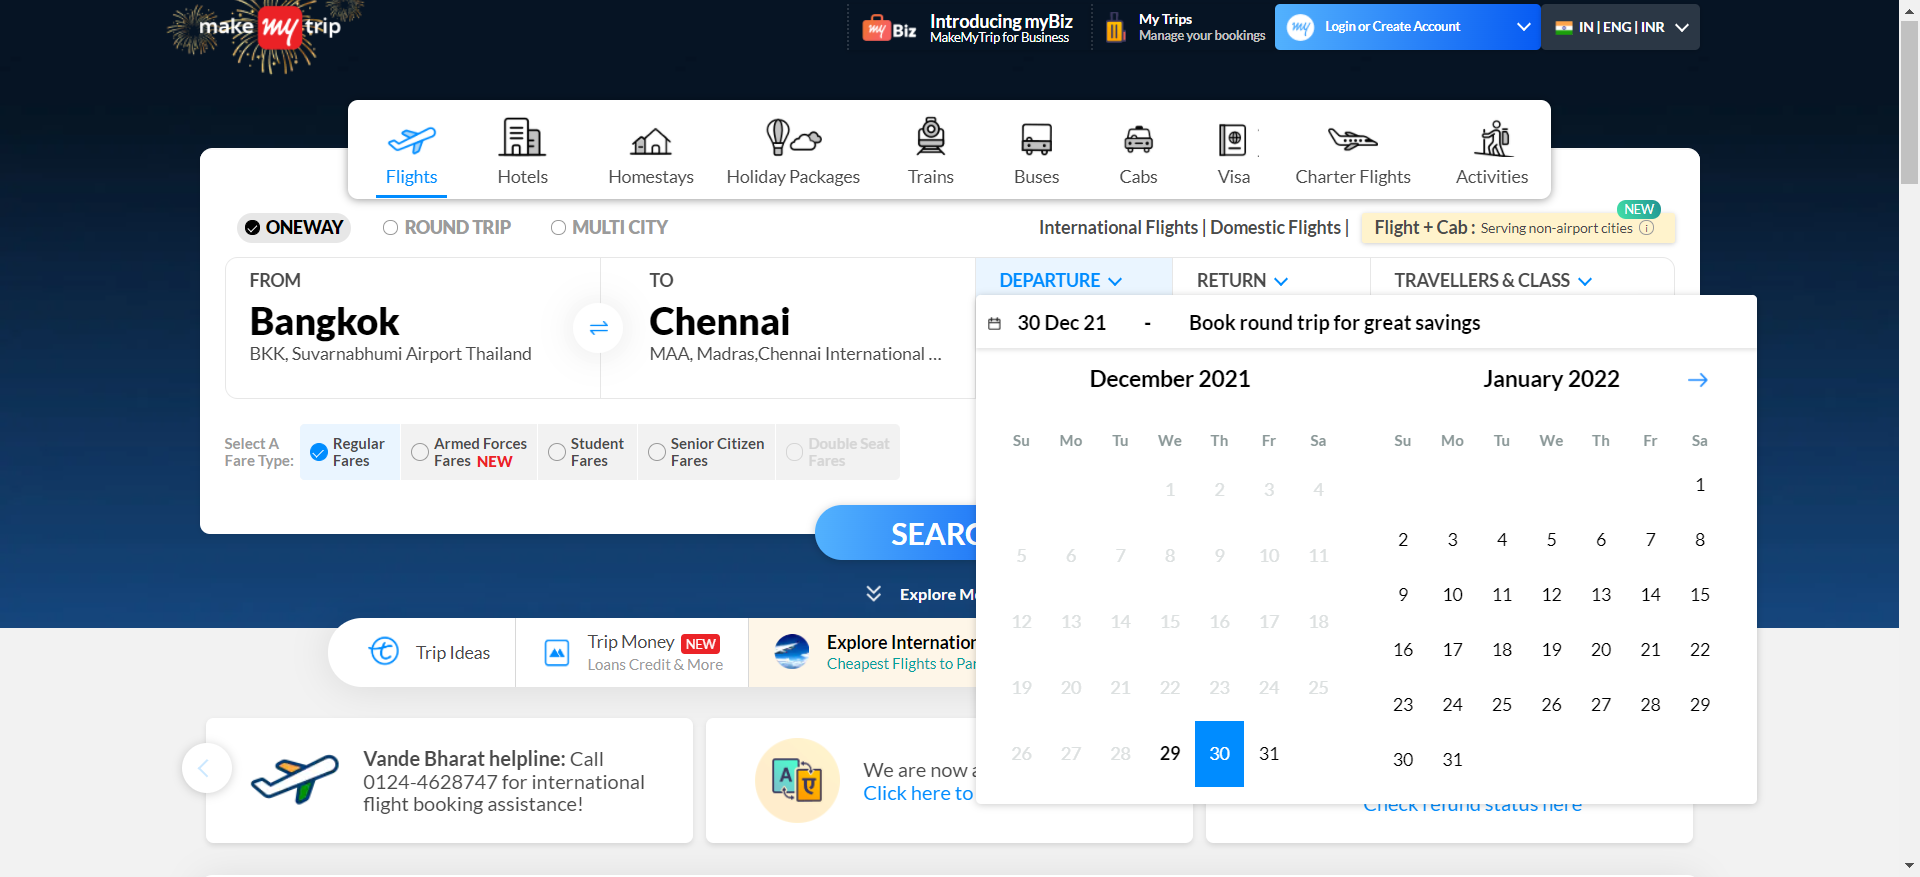 make my trip
my Biz
Introducing myBiz
MakeMyTrip for Business
My Trips
Manage your bookings
my
Login or Create Account
IN | ENG | INR
Flights
Hotels
Homestays
Holiday Packages
Trains
Buses
Cabs
Visa
Charter Flights
Activities
ONEWAY
ROUND TRIP
MULTI CITY
International Flights | Domestic Flights |
NEW
Flight + Cab : Serving non-airport cities
FROM
Bangkok
BKK, Suvarnabhumi Airport Thailand
TO
Chennai
MAA, Madras,Chennai International ...
DEPARTURE
RETURN
TRAVELLERS & CLASS
30 Dec 21 - Book round trip for great savings
December 2021
Su Mo Tu We Th Fr Sa
1 2 3 4
5 6 7 8 9 10 11
12 13 14 15 16 17 18
19 20 21 22 23 24 25
26 27 28 29 30 31
January 2022
Su Mo Tu We Th Fr Sa
1
2 3 4 5 6 7 8
9 10 11 12 13 14 15
16 17 18 19 20 21 22
23 24 25 26 27 28 29
30 31
Select A
Fare Type:
Regular
Fares
Armed Forces
Fares NEW
Student
Fares
Senior Citizen
Fares
Double Seat
Fares
SEARC
Explore M
Trip Ideas
Trip Money NEW
Loans Credit & More
Explore Internation
Cheapest Flights to Par
Vande Bharat helpline: Call
0124-4628747 for international
flight booking assistance!
A ए
We are now a
Click here to
Check refund status here